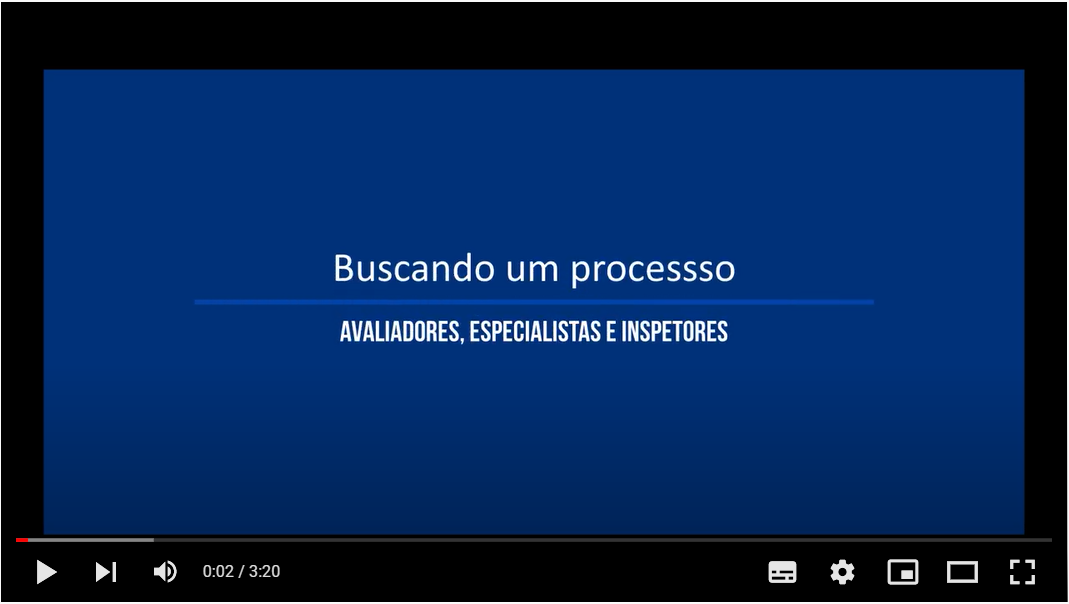 Buscando um processso
AVALIADORES, ESPECIALISTAS E INSPETORES
0:02 / 3:20